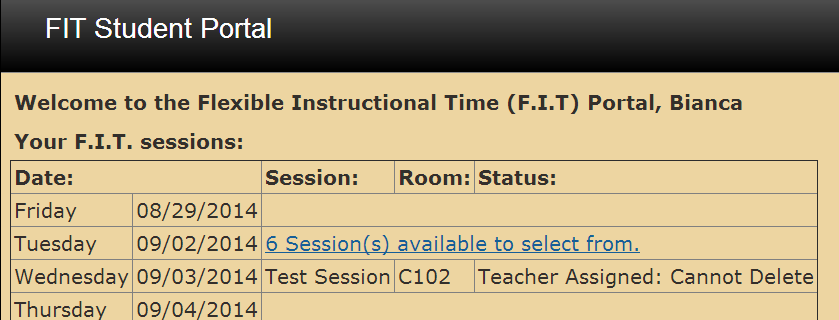 FIT Student Portal
Welcome to the Flexible Instructional Time (F.I.T) Portal, Bianca
Your F.I.T. sessions:
Date: Session: Room: Status:
Friday 08/29/2014
Tuesday 09/02/2014 6 Session(s) available to select from.
Wednesday 09/03/2014 Test Session C102 Teacher Assigned: Cannot Delete
Thursday 09/04/2014